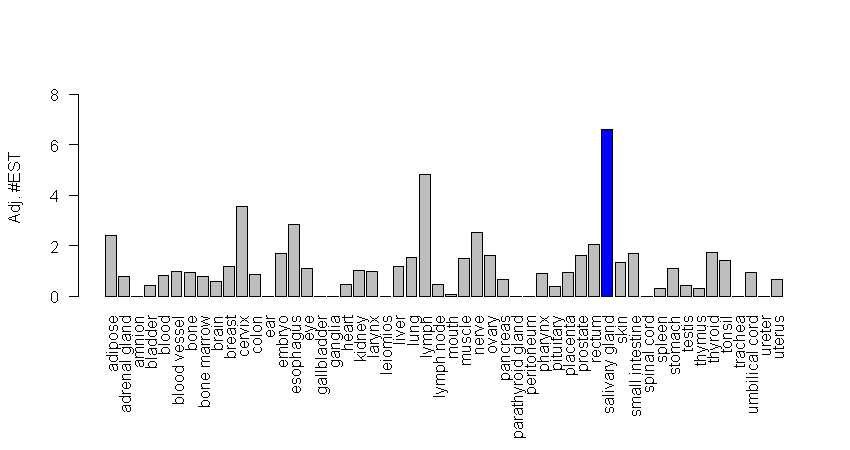 8
6
4
2
0
Adj. #EST
adipose
adrenal gland
amnion
bladder
blood
blood vessel
bone
bone marrow
brain
breast
cervix
colon
ear
embryo
esophagus
eye
gallbladder
ganglia
heart
kidney
larynx
leiomios
liver
lung
lymph
lymph node
mouth
muscle
nerve
ovary
pancreas
parathyroid gland
peritoneum
pharynx
pituitary
placenta
prostate
rectum
salivary gland
skin
small intestine
spinal cord
spleen
stomach
testis
thymus
thyroid
tonsil
trachea
umbilical cord
ureter
uterus